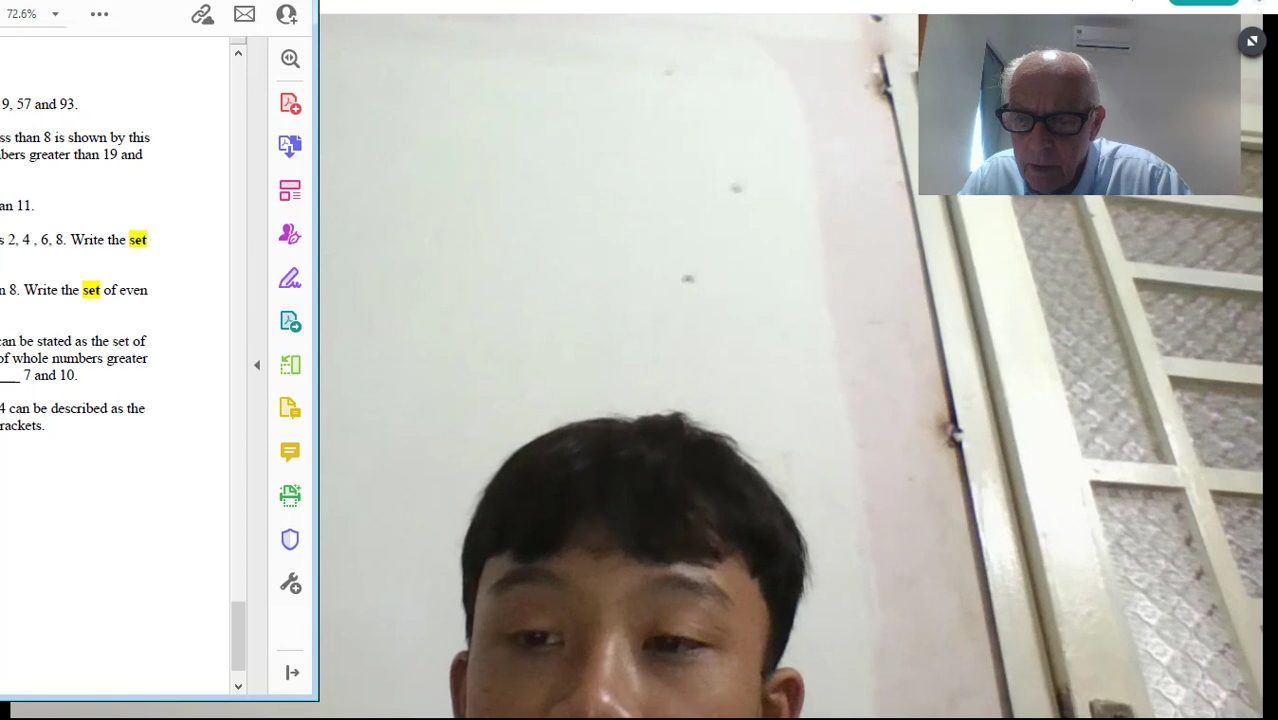 72.6%
9, 57 and 93.
ss than 8 is shown by this
bers greater than 19 and
an 11.
s 2, 4 , 6, 8. Write the set
n 8. Write the set of even
can be stated as the set of
of whole numbers greater
___ 7 and 10.
4 can be described as the
rackets.